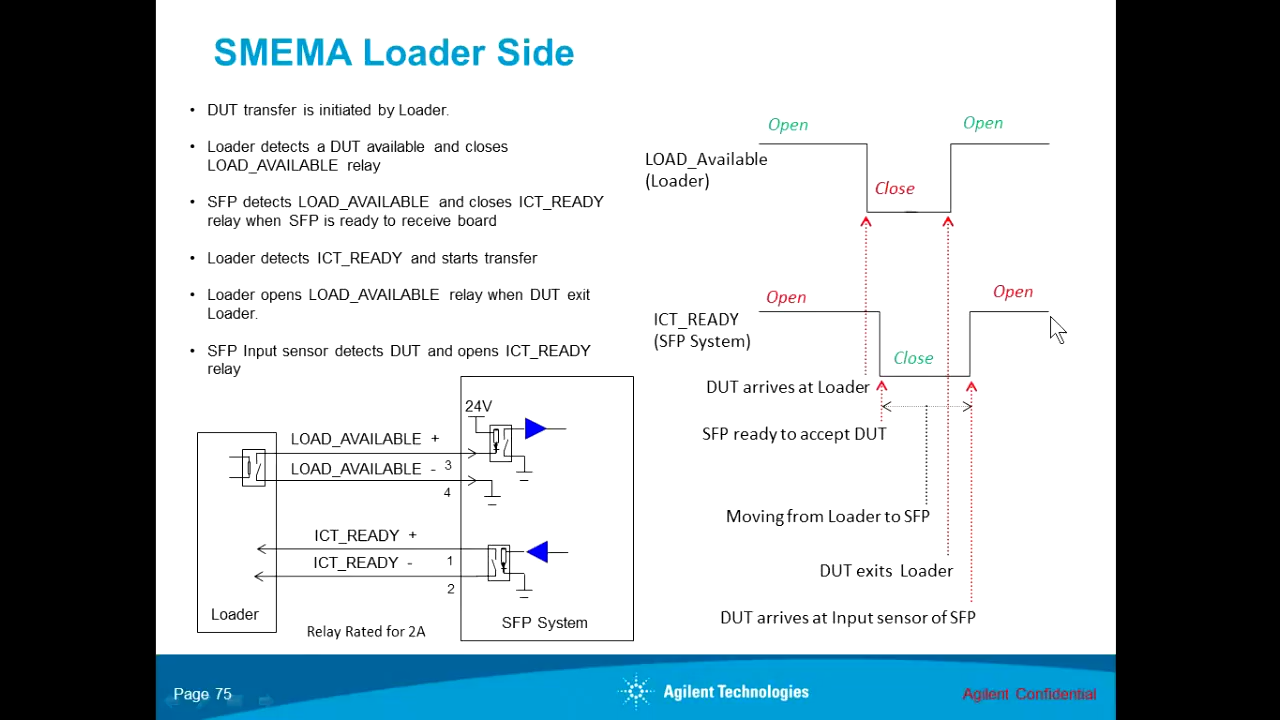 SMEMA Loader Side
• DUT transfer is initiated by Loader.
• Loader detects a DUT available and closes
LOAD_AVAILABLE relay
• SFP detects LOAD_AVAILABLE and closes ICT_READY
relay when SFP is ready to receive board
• Loader detects ICT_READY and starts transfer
• Loader opens LOAD_AVAILABLE relay when DUT exit
Loader.
• SFP Input sensor detects DUT and opens ICT_READY
relay
24V
LOAD_AVAILABLE +
LOAD_AVAILABLE -
3
4
ICT_READY +
ICT_READY -
1
2
Loader
Relay Rated for 2A
SFP System
Open
Open
LOAD_Available
(Loader)
Close
Open
Open
ICT_READY
(SFP System)
Close
DUT arrives at Loader
SFP ready to accept DUT
Moving from Loader to SFP
DUT exits Loader
DUT arrives at Input sensor of SFP
Page 75
Agilent Technologies
Agilent Confidential